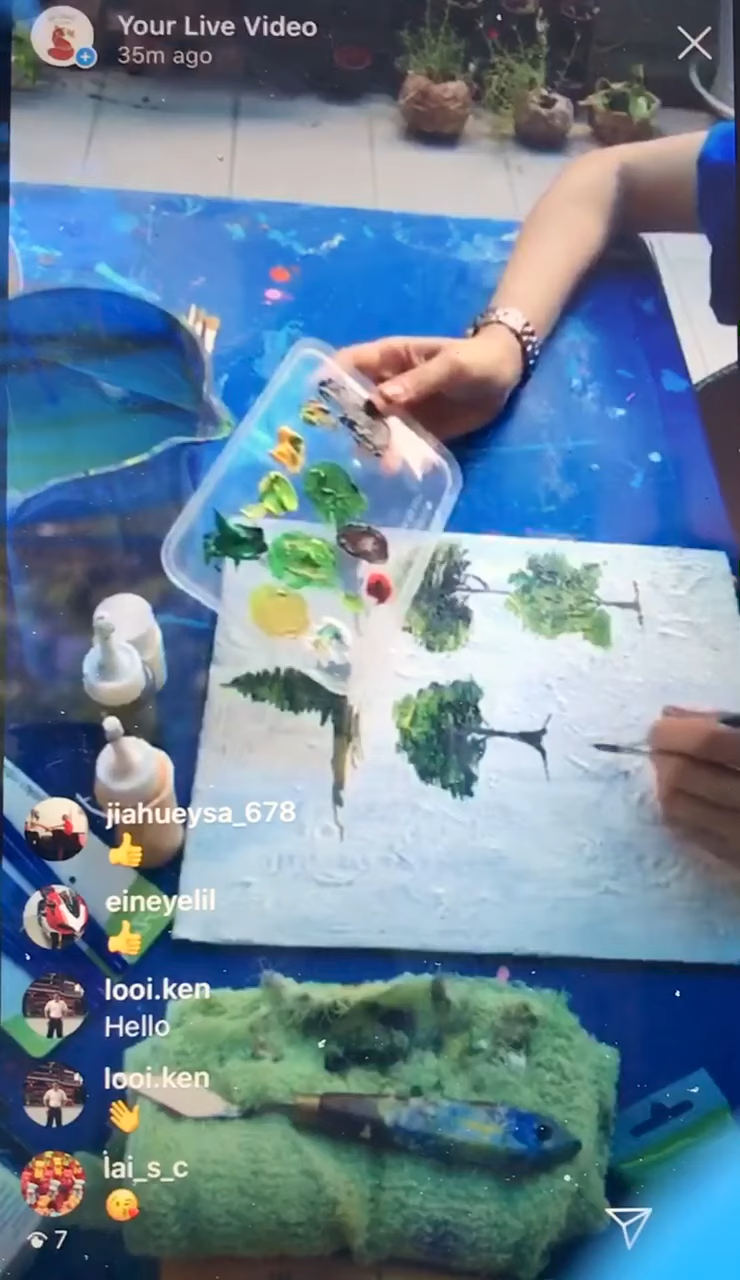 Your Live Video
35m ago
jiahueysa_678
👍
eineyelil
👍
looi.ken
Hello
looi.ken
👋
lai_s_c
😘
7